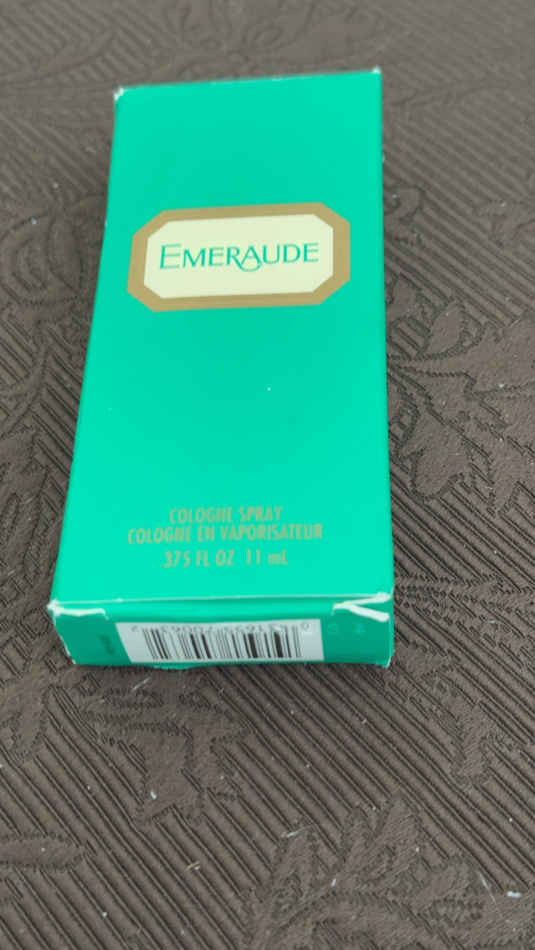 EMERAUDE
COLOGNE SPRAY
COLOGNE EN VAPORISATEUR
.375 FL OZ 11 mL